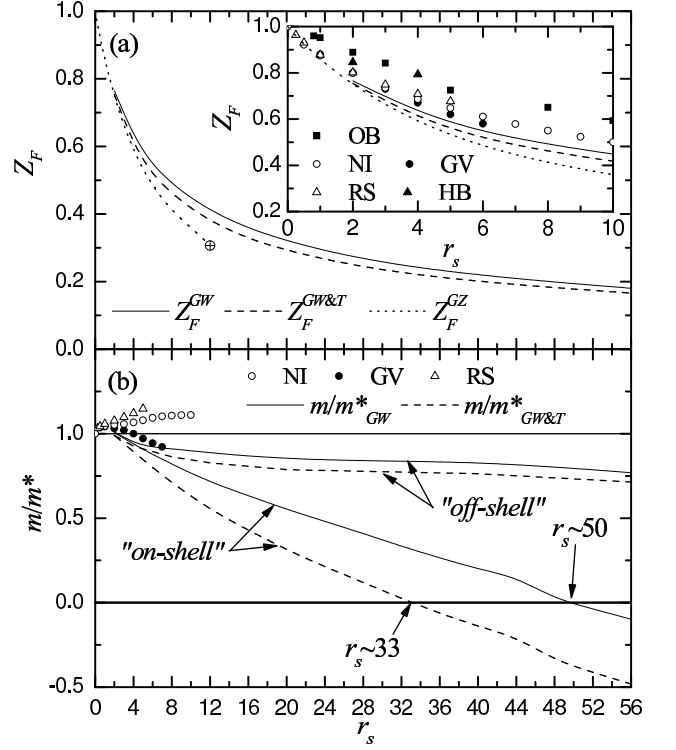 (a)
1.0
0.8
0.6
0.4
0.2
0.0
Z_F
1.0
0.8
0.6
0.4
0.2
Z_F
OB
NI
GV
RS
HB
0 2 4 6 8 10
r_s
Z_F^{GW} Z_F^{GW&T} Z_F^{GZ}
(b)
NI GV RS
m/m*_{GW} m/m*_{GW&T}
1.0
0.5
0.0
-0.5
m/m*
"off-shell"
"on-shell"
r_s~50
r_s~33
0 4 8 12 16 20 24 28 32 36 40 44 48 52 56
r_s